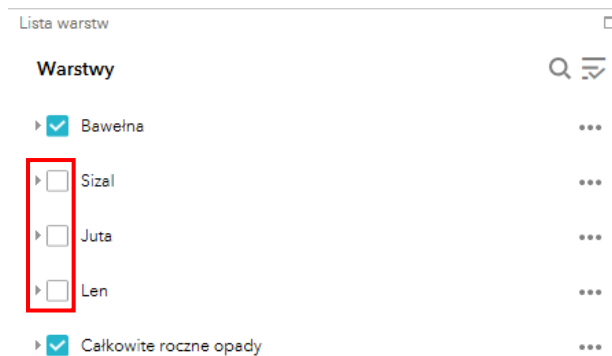 Lista warstw
Warstwy
Bawełna
Sizal
Juta
Len
Całkowite roczne opady